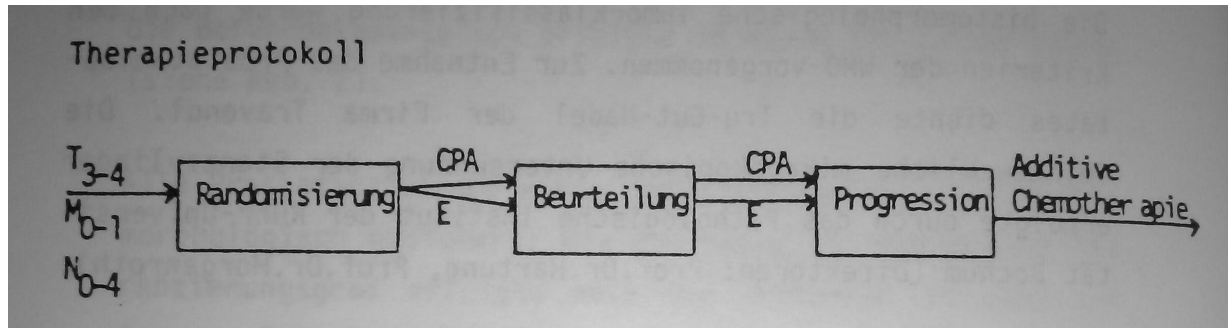 Therapieprotokoll
T3-4
M0-1
N0-4
Randomisierung
CPA
E
Beurteilung
CPA
E
Progression
Additive
Chemotherapie